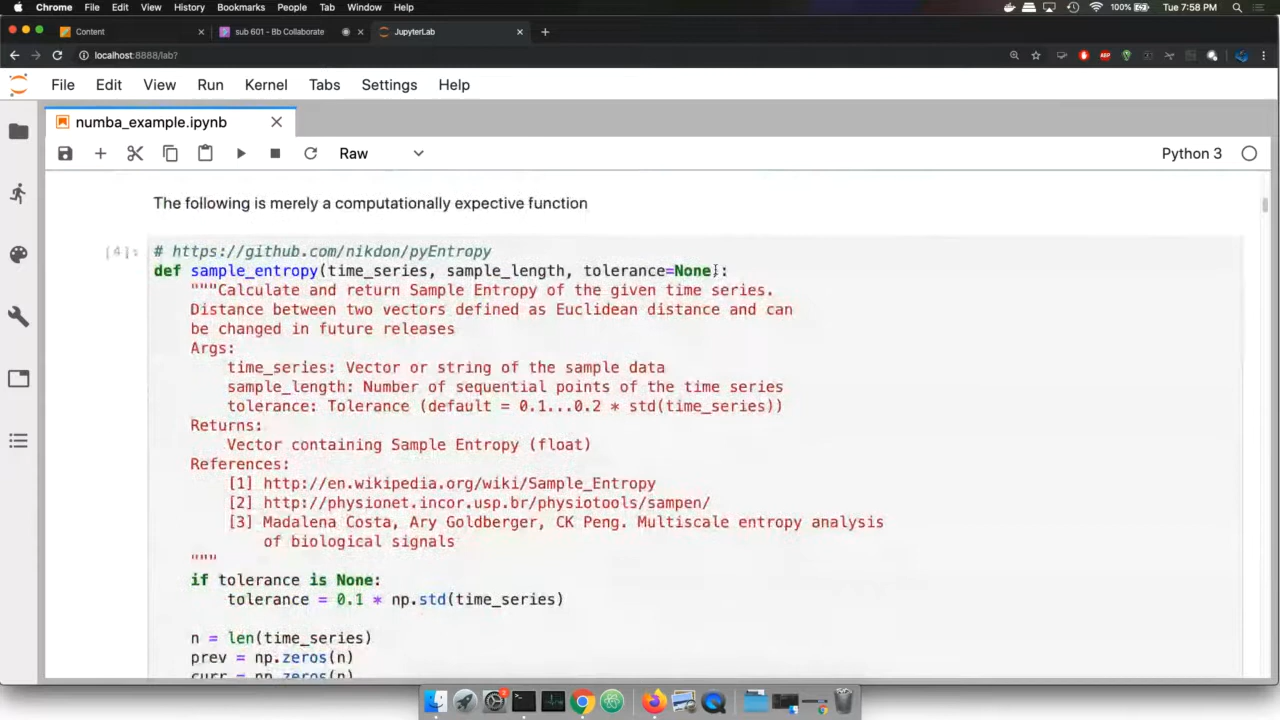 Chrome File Edit View History Bookmarks People Tab Window Help 100% Tue 7:58 PM
Content sub 601 - Bb Collaborate JupyterLab
localhost:8888/lab?
File Edit View Run Kernel Tabs Settings Help
numba_example.ipynb
Raw Python 3
The following is merely a computationally expective function
[4]:
# https://github.com/nikdon/pyEntropy
def sample_entropy(time_series, sample_length, tolerance=None):
"""Calculate and return Sample Entropy of the given time series.
Distance between two vectors defined as Euclidean distance and can
be changed in future releases
Args:
time_series: Vector or string of the sample data
sample_length: Number of sequential points of the time series
tolerance: Tolerance (default = 0.1...0.2 * std(time_series))
Returns:
Vector containing Sample Entropy (float)
References:
[1] http://en.wikipedia.org/wiki/Sample_Entropy
[2] http://physionet.incor.usp.br/physiotools/sampen/
[3] Madalena Costa, Ary Goldberger, CK Peng. Multiscale entropy analysis
of biological signals
"""
if tolerance is None:
tolerance = 0.1 * np.std(time_series)
n = len(time_series)
prev = np.zeros(n)
curr = np.zeros(n)